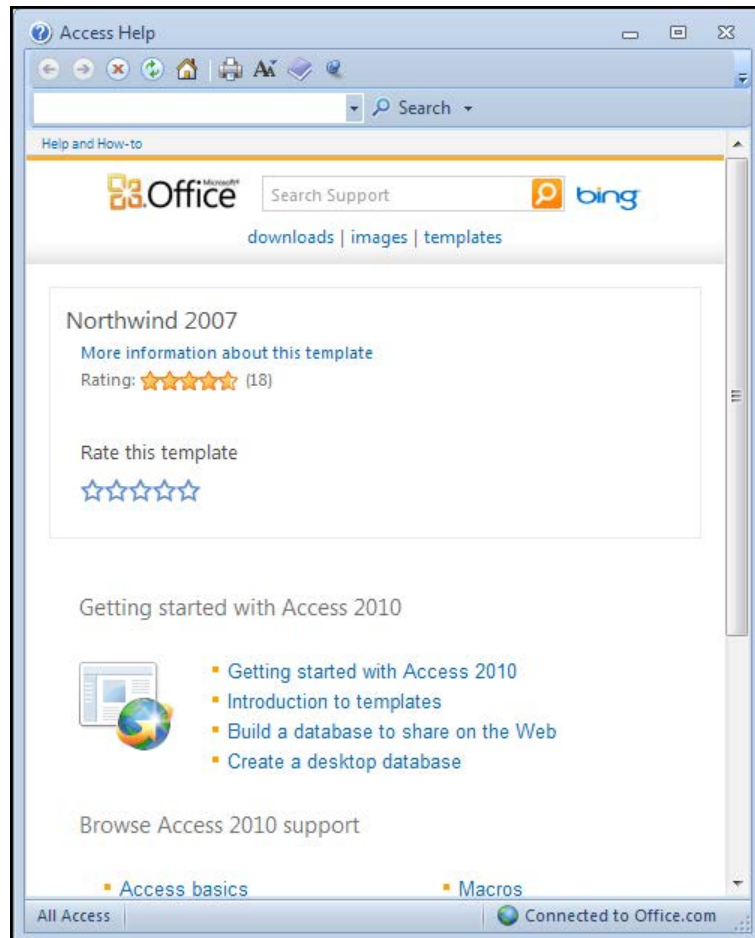 Access Help
Search
Help and How-to
Microsoft®
Office
Search Support
bing
downloads | images | templates
Northwind 2007
More information about this template
Rating: (18)
Rate this template
Getting started with Access 2010
Getting started with Access 2010
Introduction to templates
Build a database to share on the Web
Create a desktop database
Browse Access 2010 support
Access basics Macros
All Access Connected to Office.com